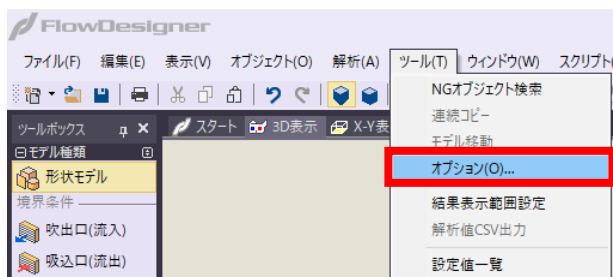 FlowDesigner
ファイル(F) 編集(E) 表示(V) オブジェクト(O) 解析(A) ツール(T) ウィンドウ(W) スクリプト(
NGオブジェクト検索
連続コピー
モデル移動
オプション(O)...
結果表示範囲設定
解析値CSV出力
設定値一覧
ツールボックス
スタート 3D表示 X-Y表
モデル種類
形状モデル
境界条件
吹出口(流入)
吸込口(流出)